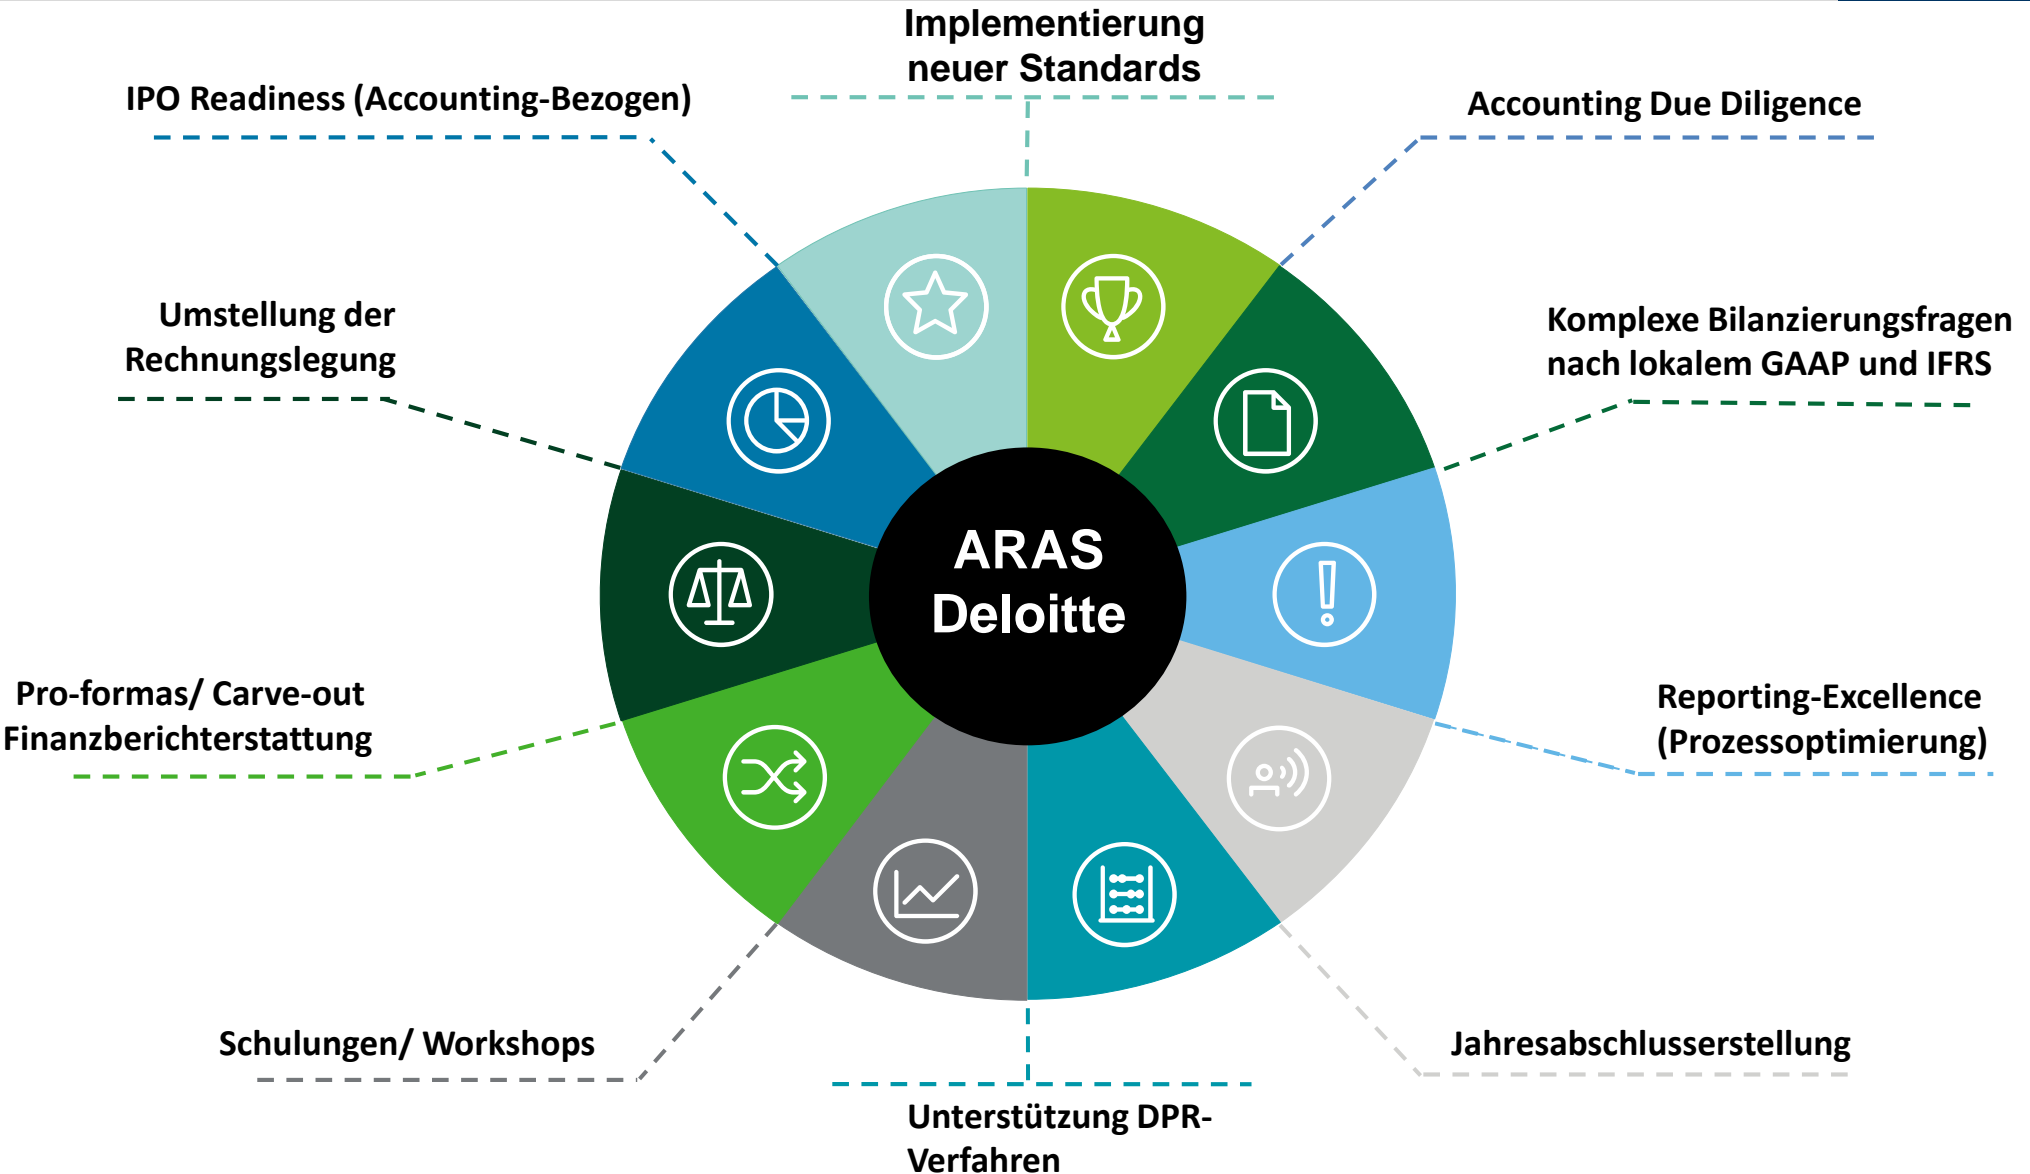 Implementierung
neuer Standards
IPO Readiness (Accounting-Bezogen)
Accounting Due Diligence
Umstellung der
Rechnungslegung
Komplexe Bilanzierungsfragen
nach lokalem GAAP und IFRS
ARAS
Deloitte
Pro-formas/ Carve-out
Finanzberichterstattung
Reporting-Excellence
(Prozessoptimierung)
Schulungen/ Workshops
Jahresabschlusserstellung
Unterstützung DPR-
Verfahren